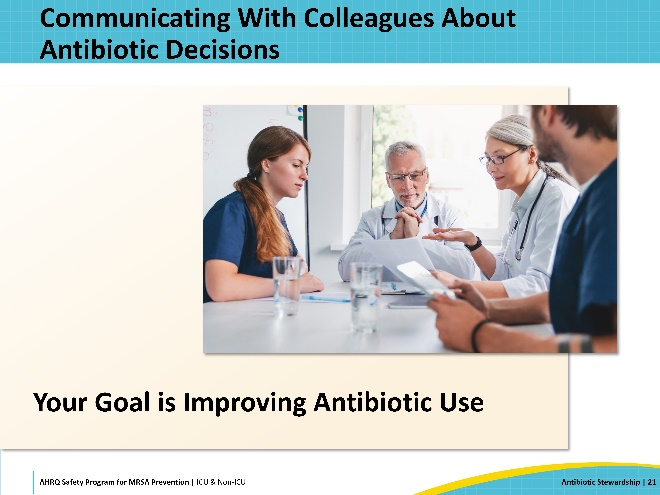 Communicating With Colleagues About
Antibiotic Decisions
Your Goal is Improving Antibiotic Use
AHRQ Safety Program for MRSA Prevention | ICU & Non-ICU
Antibiotic Stewardship | 21